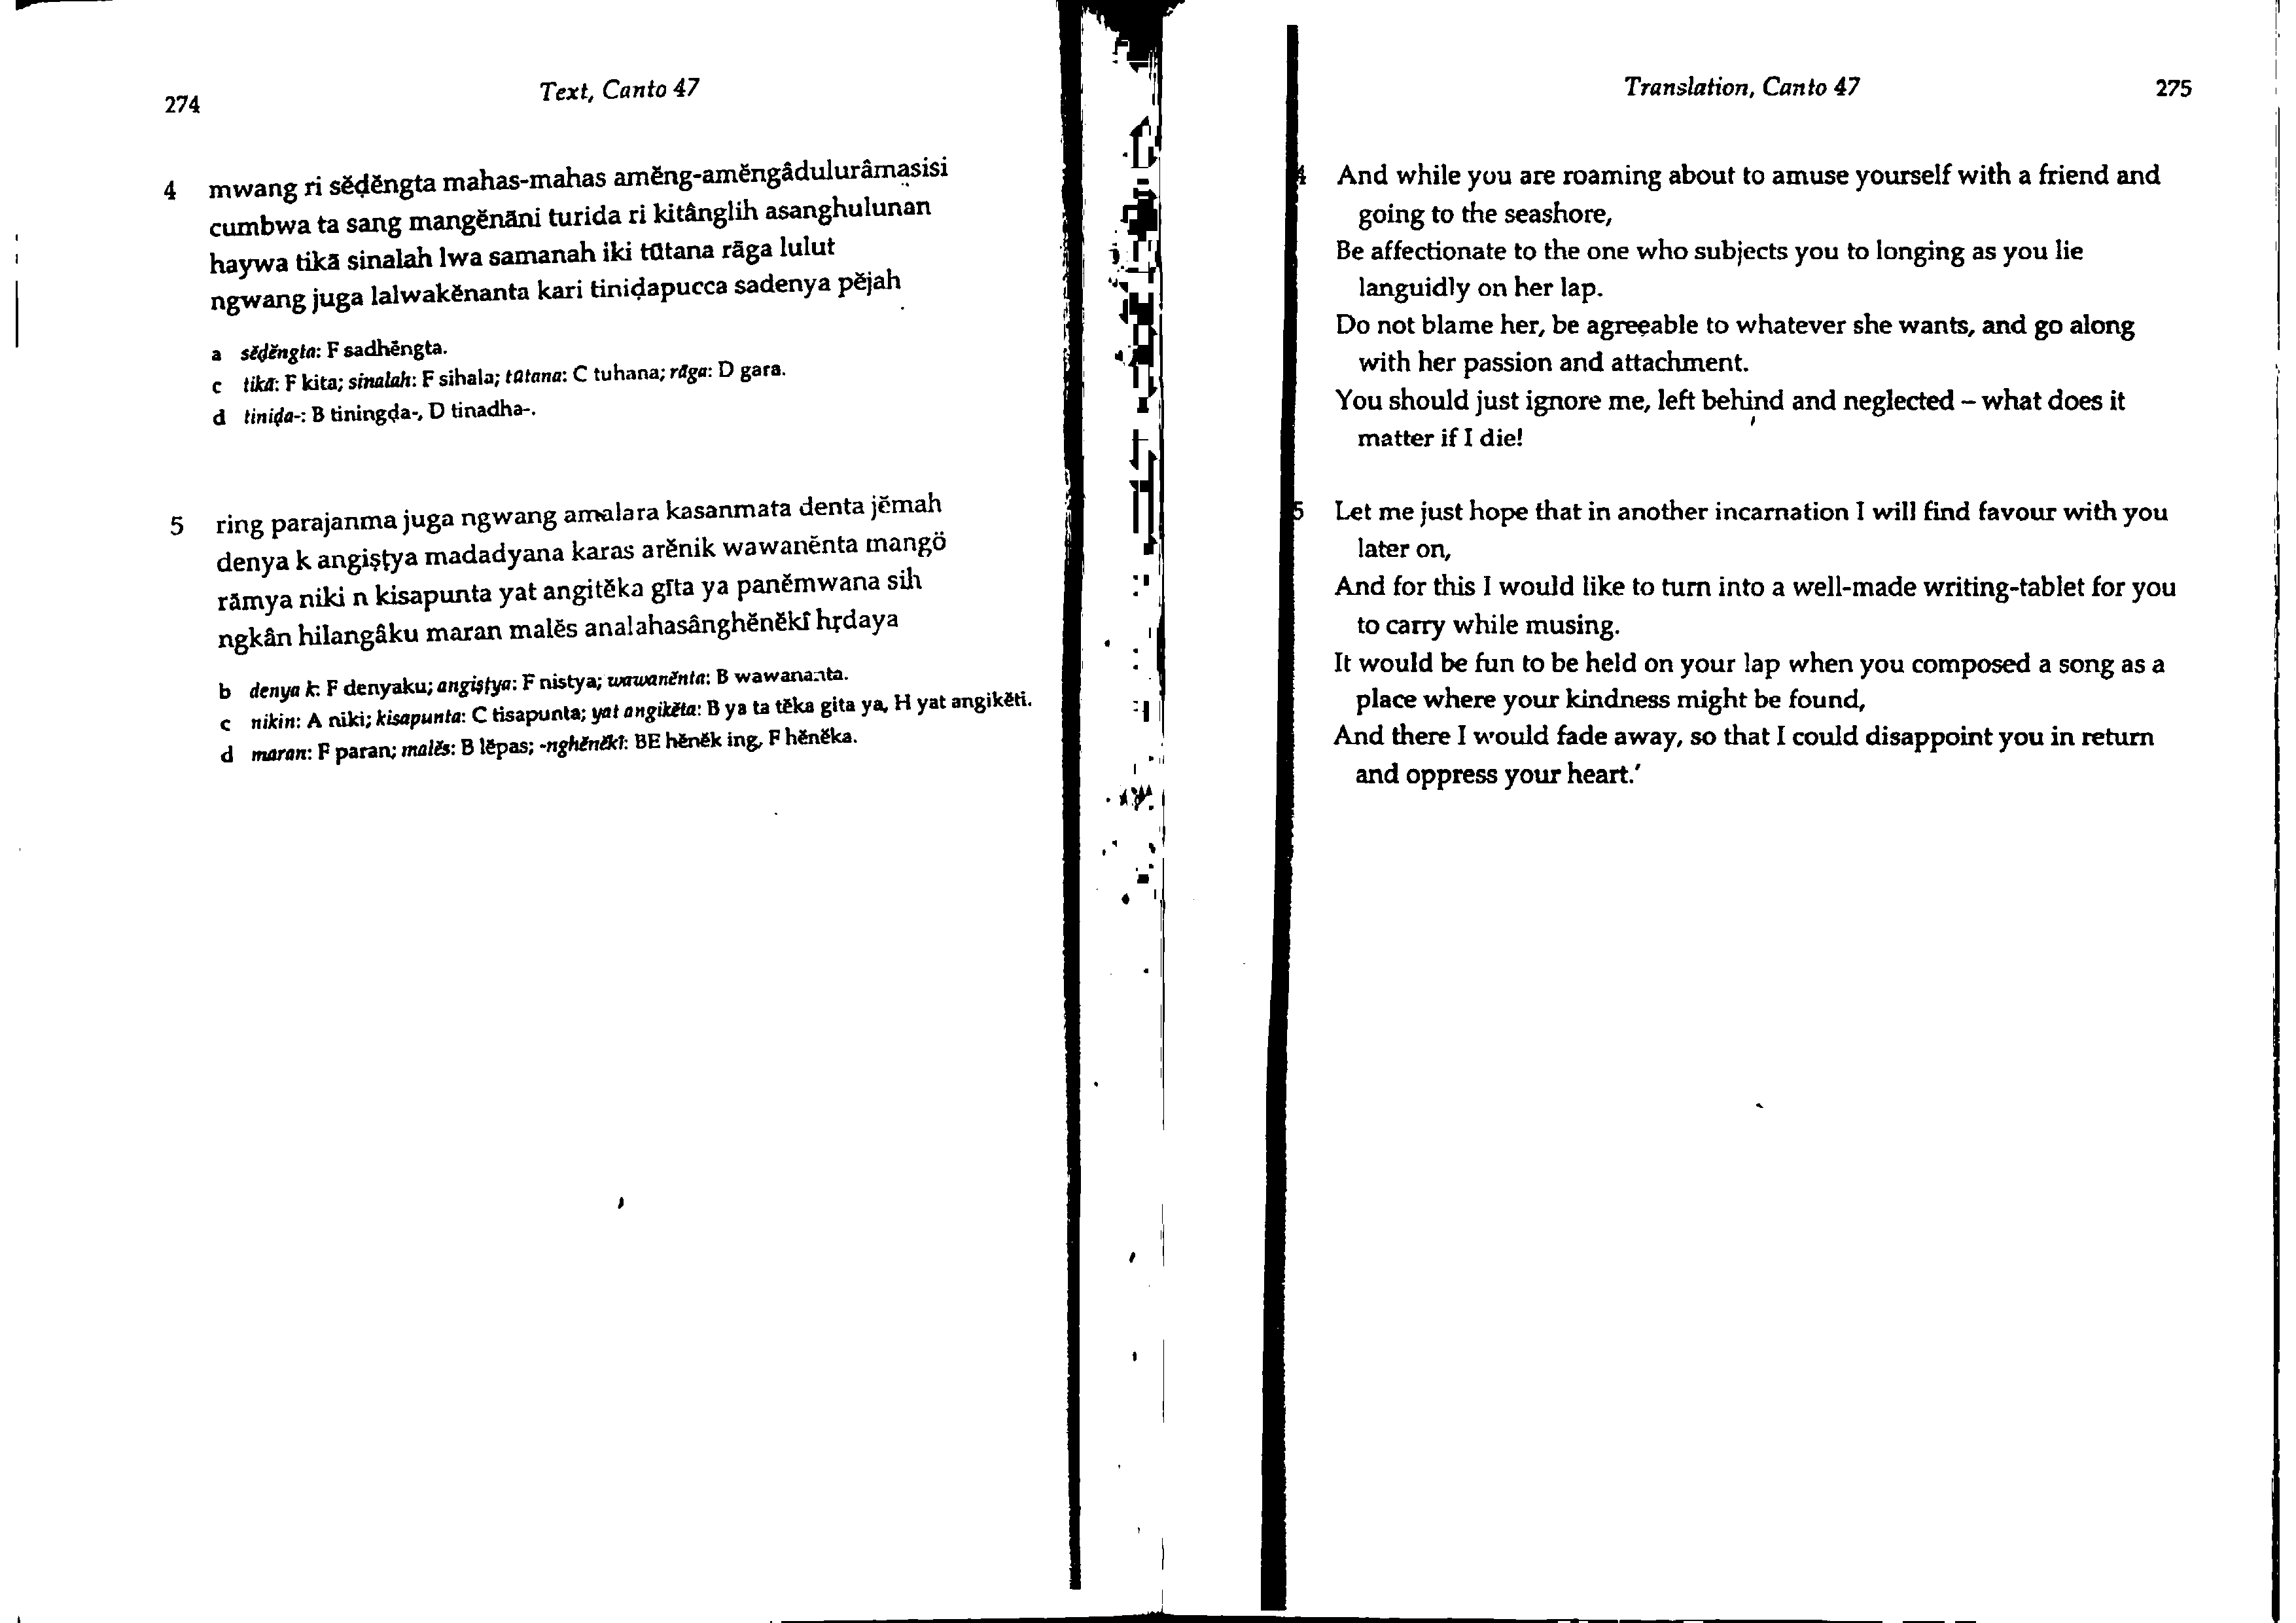 274
Text, Canto 47
4 mwang ri sĕḍĕngta mahas-mahas amĕng-amĕngâdulurâmaṣisi
cumbwa ta sang mangĕnāni turida ri kitânglih asanghulunan
haywa tikā sinalah lwa samanah iki tūtana rāga lulut
ngwang juga lalwakĕnanta kari tiniḍapucca sadenya pĕjah
a sĕḍĕngta: F sadhĕngta.
c tikā: F kita; sinalah: F sihala; tūtana: C tuhana; rāga: D gara.
d tiniḍa-: B tiningḍa-, D tinadha-.
5 ring parajanma juga ngwang amalara kasanmata denta jĕmah
denya k angiṣṭya madadyana karas arĕnik wawanĕnta mangö
rāmya niki n kisapunta yat angitĕka gīta ya panĕmwana sih
ngkân hilangâku maran malĕs analahasânghĕnĕkî hṛdaya
b denya k: F denyaku; angiṣṭya: F nistya; wawanĕnta: B wawananta.
c nikin: A niki; kisapunta: C tisapunta; yat angikĕta: B ya ta tĕka gita ya, H yat angikĕti.
d maran: F paran; malĕs: B lĕpas; -nghĕnĕkî: BE hĕnĕk ing, F hĕnĕka.
Translation, Canto 47
275
4 And while you are roaming about to amuse yourself with a friend and
going to the seashore,
Be affectionate to the one who subjects you to longing as you lie
languidly on her lap.
Do not blame her, be agreeable to whatever she wants, and go along
with her passion and attachment.
You should just ignore me, left behind and neglected – what does it
matter if I die!
5 Let me just hope that in another incarnation I will find favour with you
later on,
And for this I would like to turn into a well-made writing-tablet for you
to carry while musing.
It would be fun to be held on your lap when you composed a song as a
place where your kindness might be found,
And there I would fade away, so that I could disappoint you in return
and oppress your heart.'